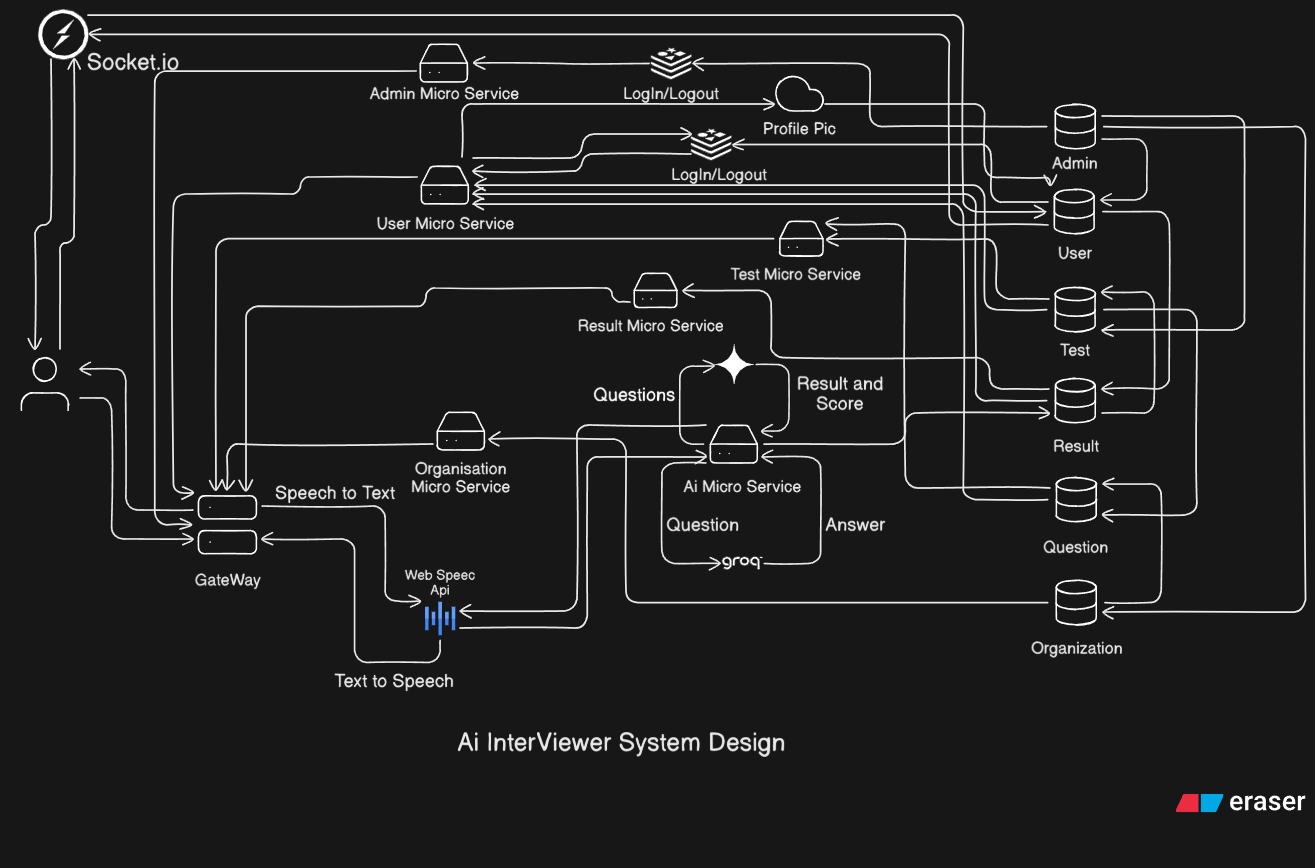 Socket.io
Admin Micro Service
LogIn/Logout
Profile Pic
Admin
LogIn/Logout
User Micro Service
User
Test Micro Service
Result Micro Service
Test
Questions
Result and
Score
Result
Organisation
Micro Service
Ai Micro Service
Speech to Text
Question
Answer
Question
groq
GateWay
Web Speec
Api
Organization
Text to Speech
Ai InterViewer System Design
eraser